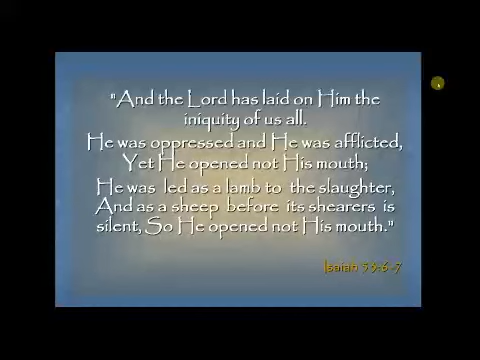 "And the Lord has laid on Him the
iniquity of us all.
He was oppressed and He was afflicted,
Yet He opened not His mouth;
He was led as a lamb to the slaughter,
And as a sheep before its shearers is
silent, So He opened not His mouth."
Isaiah 53:6-7